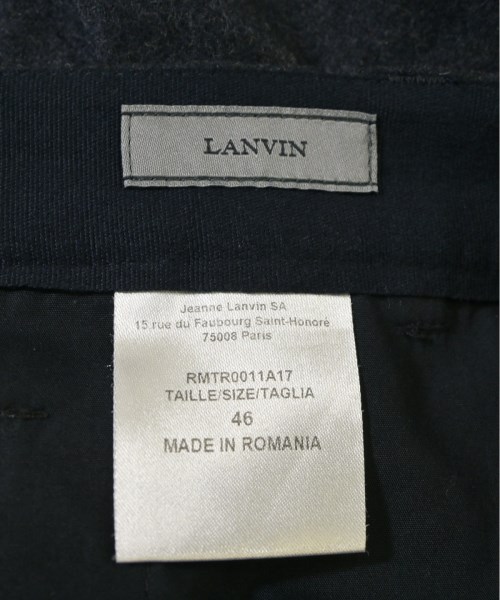 LANVIN
Jeanne Lanvin SA
15 rue du Faubourg Saint-Honoré
75008 Paris
RMTR0011A17
TAILLE/SIZE/TAGLIA
46
MADE IN ROMANIA